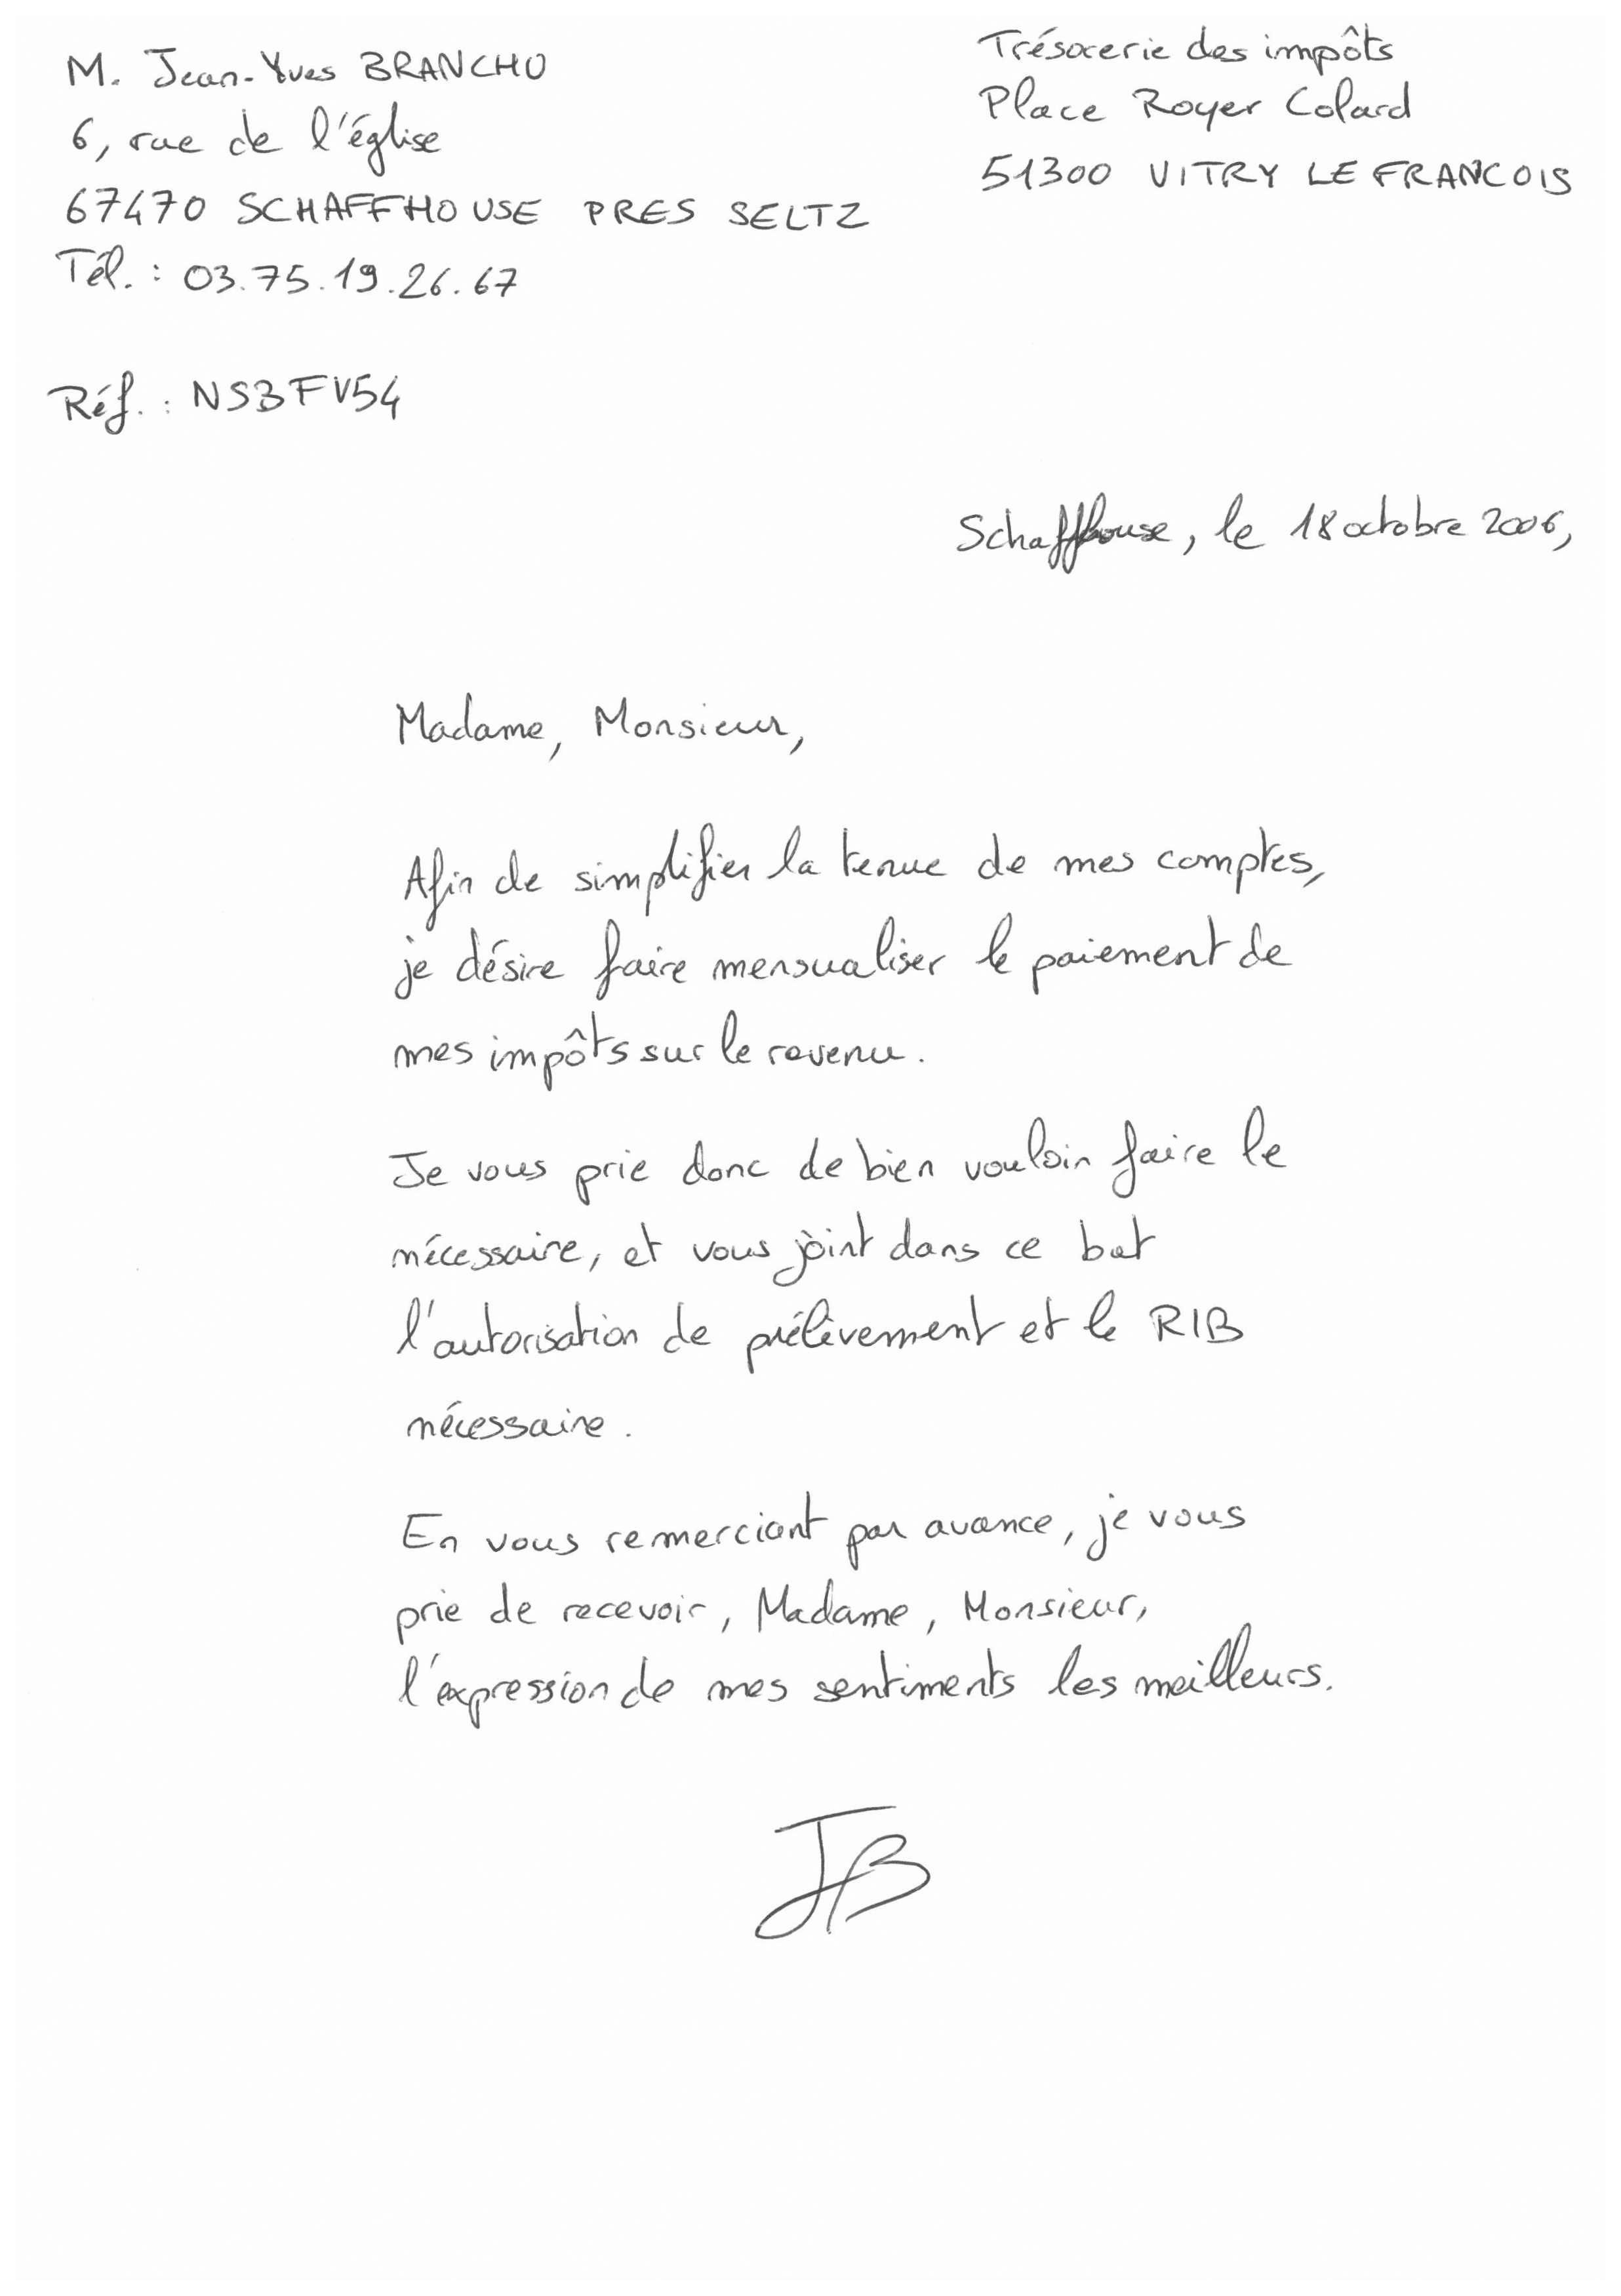 M. Jean-Yves BRANCHU
6, rue de l'église
67470 SCHAFFHOUSE PRES SELTZ
Tél. : 03.75.19.26.67
Trésorerie des impôts
Place Royer Colard
51300 VITRY LE FRANCOIS
Réf. : NSBFV54
Schaffhouse, le 18 octobre 2006,
Madame, Monsieur,
Afin de simplifier la tenue de mes comptes,
je désire faire mensualiser le paiement de
mes impôts sur le revenu.
Je vous prie donc de bien vouloir faire le
nécessaire, et vous joint dans ce but
l'autorisation de prélèvement et le RIB
nécessaire.
En vous remerciant par avance, je vous
prie de recevoir, Madame, Monsieur,
l'expression de mes sentiments les meilleurs.
JB